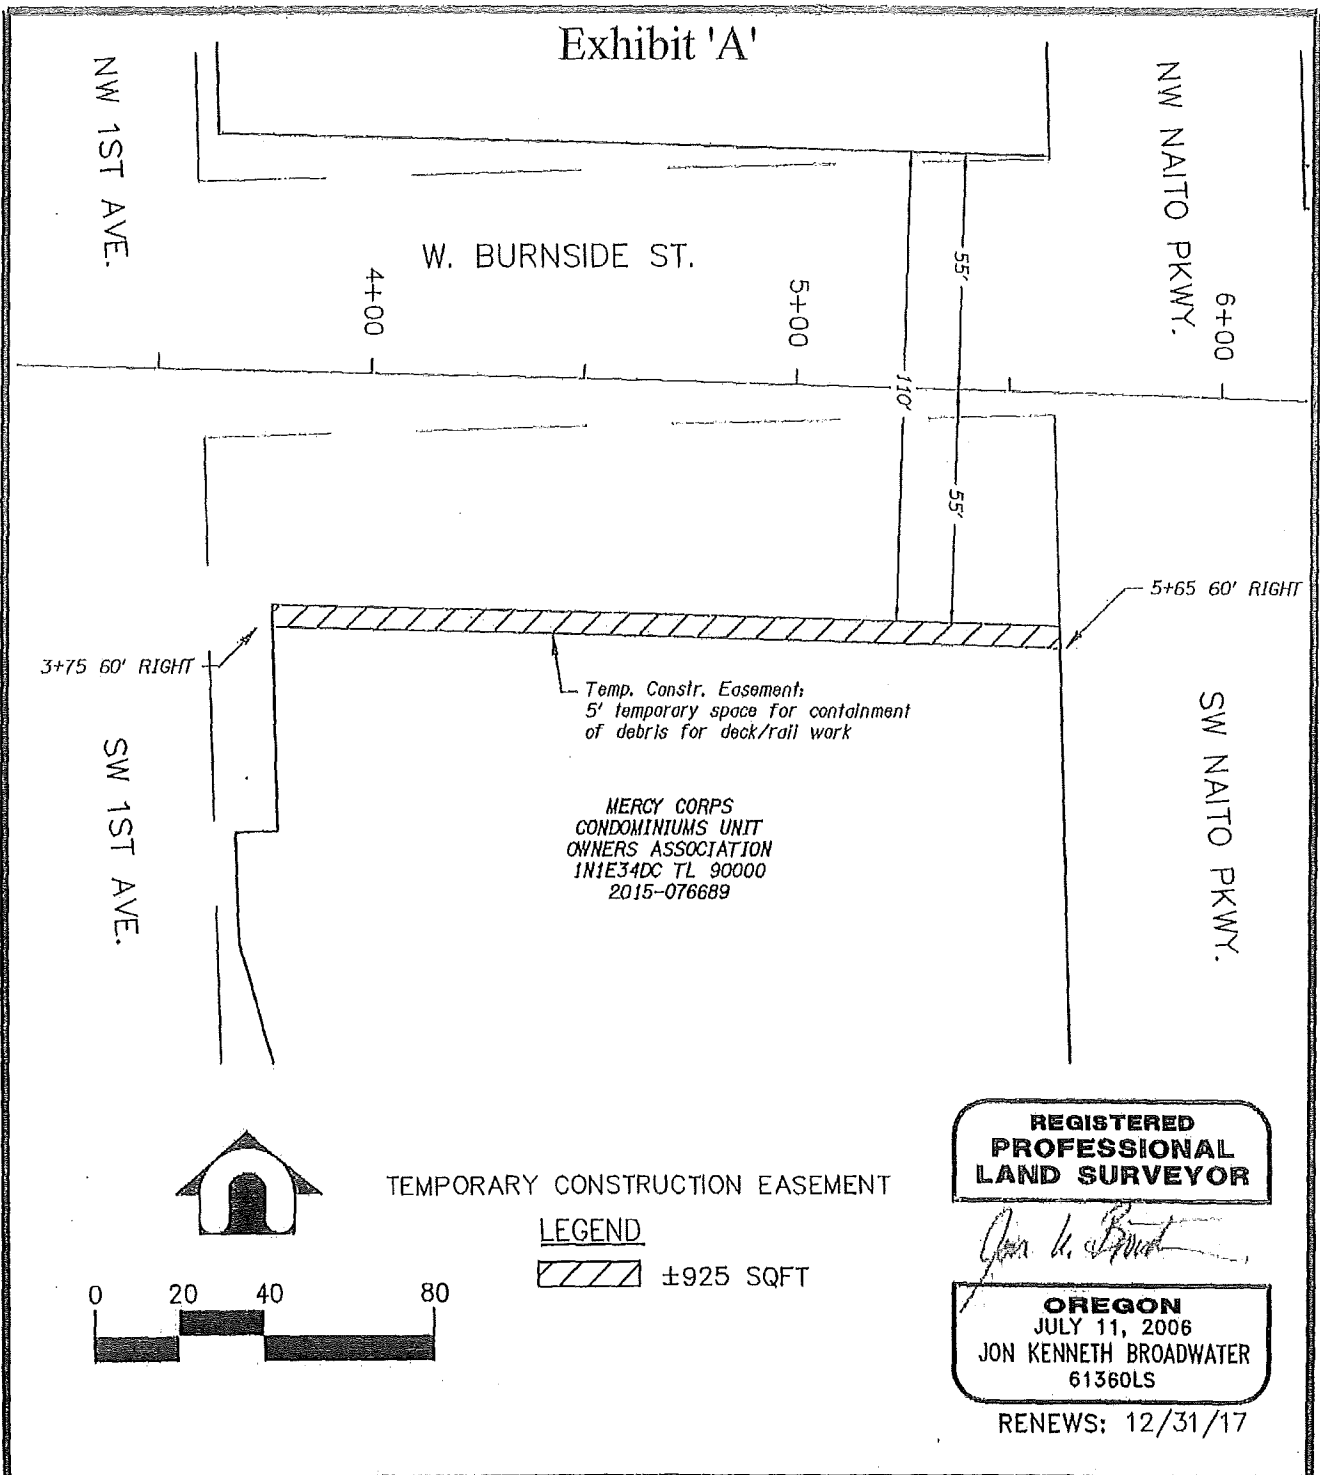 Exhibit 'A'
NW 1ST AVE.
NW NAITO PKWY.
W. BURNSIDE ST.
4+00
5+00
6+00
55'
110'
55'
5+65 60' RIGHT
3+75 60' RIGHT
Temp. Constr. Easement;
5' temporary space for containment
of debris for deck/rail work
SW 1ST AVE.
SW NAITO PKWY.
MERCY CORPS
CONDOMINIUMS UNIT
OWNERS ASSOCIATION
1N1E34DC TL 90000
2015-076689
TEMPORARY CONSTRUCTION EASEMENT
LEGEND
±925 SQFT
0 20 40 80
REGISTERED
PROFESSIONAL
LAND SURVEYOR
OREGON
JULY 11, 2006
JON KENNETH BROADWATER
61360LS
RENEWS: 12/31/17